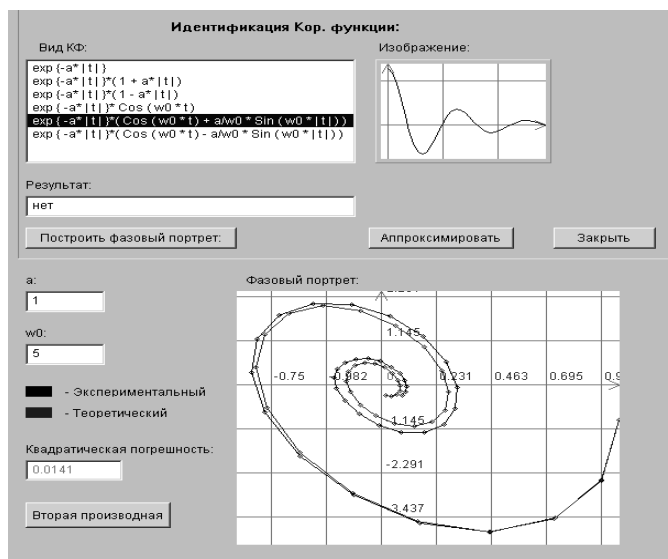 Идентификация Кор. функции:
Вид КФ:
Изображение:
exp {-a* |t| }
exp {-a* |t| }*(1 + a* |t|)
exp {-a* |t| }*(1 - a* |t|)
exp { -a* |t| }* Cos (w0 * t)
exp { -a* |t| }*( Cos (w0 * t) + a/w0 * Sin (w0 * |t| ) )
exp { -a* |t| }*( Cos (w0 * t) - a/w0 * Sin (w0 * |t| ) )
Результат:
нет
Построить фазовый портрет:
Аппроксимировать
Закрыть
a:
Фазовый портрет:
1
1.145
w0:
5
-0.75
0.231
0.463
0.695
- Экспериментальный
- Теоретический
1.145
Квадратическая погрешность:
0.0141
-2.291
Вторая производная
3.437